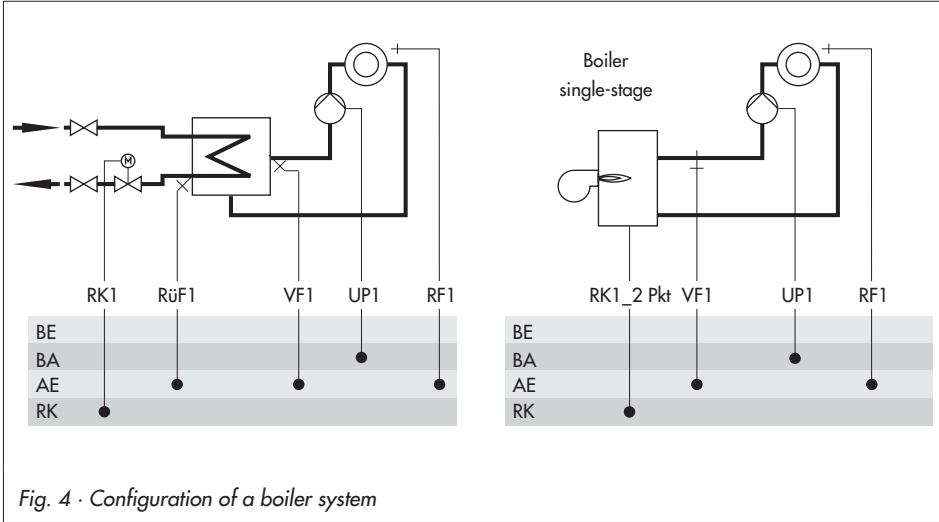 Boiler
single-stage
M
RK1 RüF1 VF1 UP1 RF1
BE
BA
AE
RK
RK1_2 Pkt VF1 UP1 RF1
BE
BA
AE
RK
Fig. 4 · Configuration of a boiler system